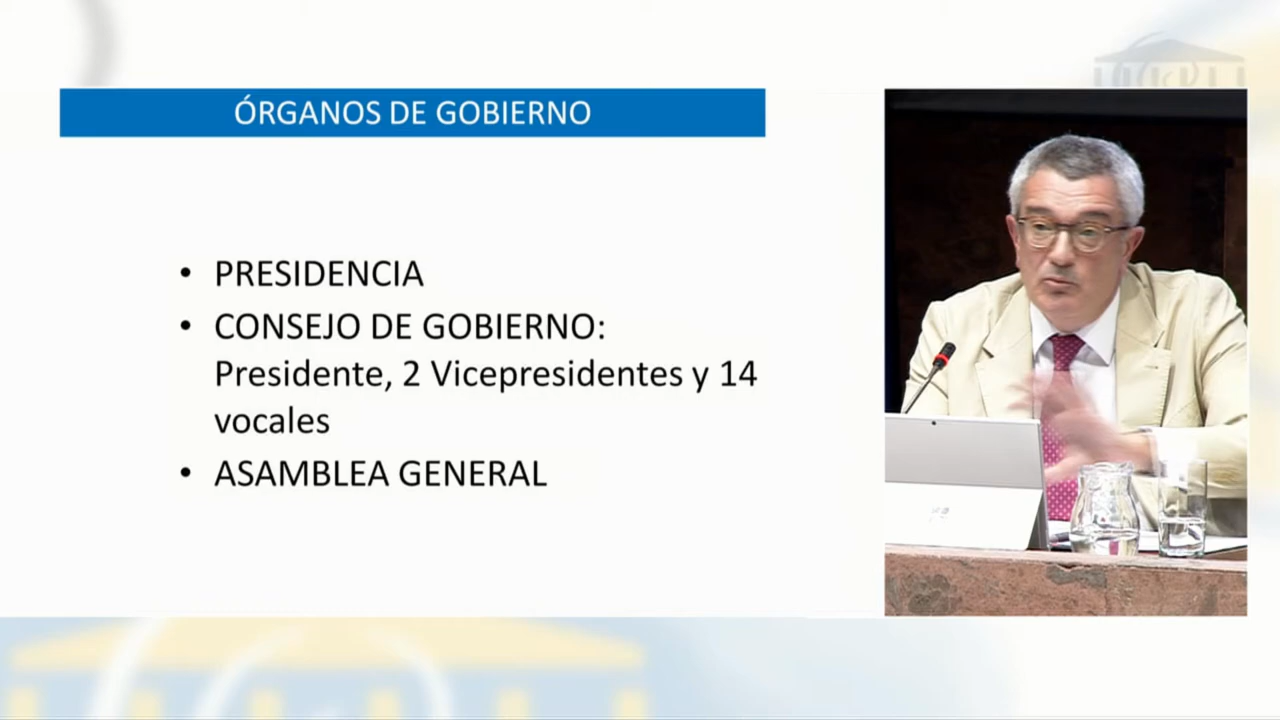 ÓRGANOS DE GOBIERNO
• PRESIDENCIA
• CONSEJO DE GOBIERNO:
Presidente, 2 Vicepresidentes y 14
vocales
• ASAMBLEA GENERAL